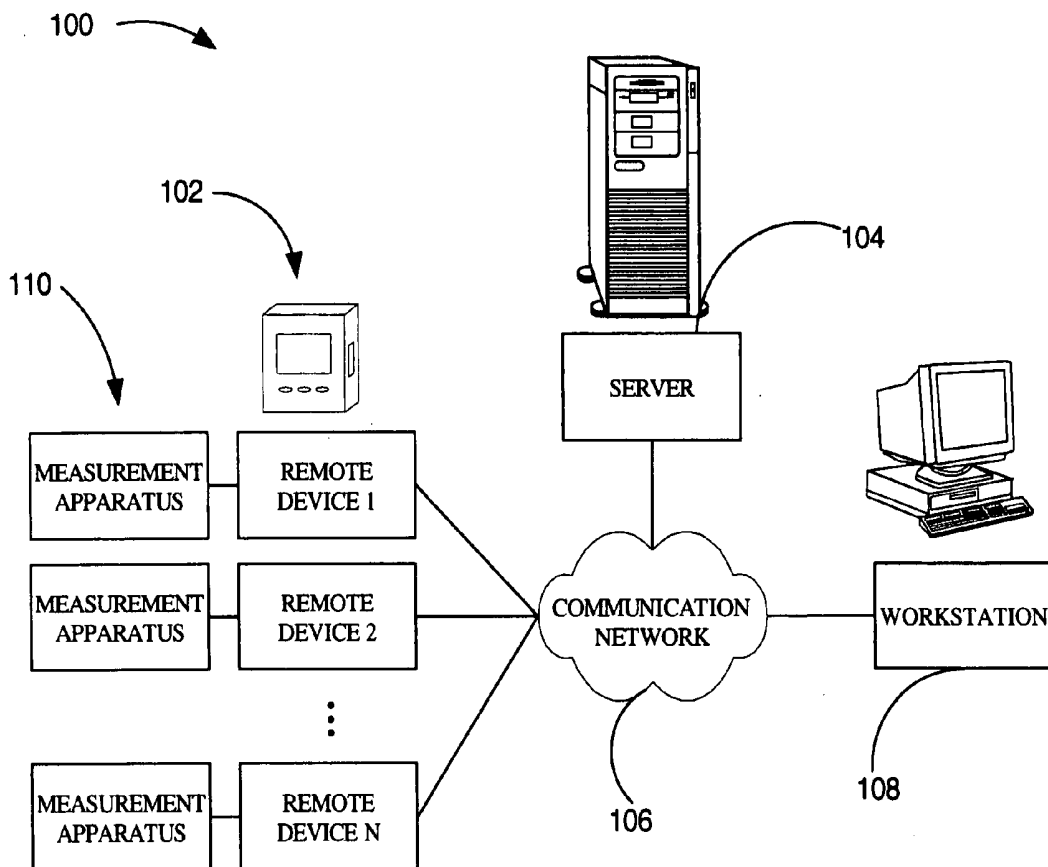 100
102
104
110
SERVER
MEASUREMENT
APPARATUS
REMOTE
DEVICE 1
MEASUREMENT
APPARATUS
REMOTE
DEVICE 2
COMMUNICATION
NETWORK
WORKSTATION
106
108
MEASUREMENT
APPARATUS
REMOTE
DEVICE N